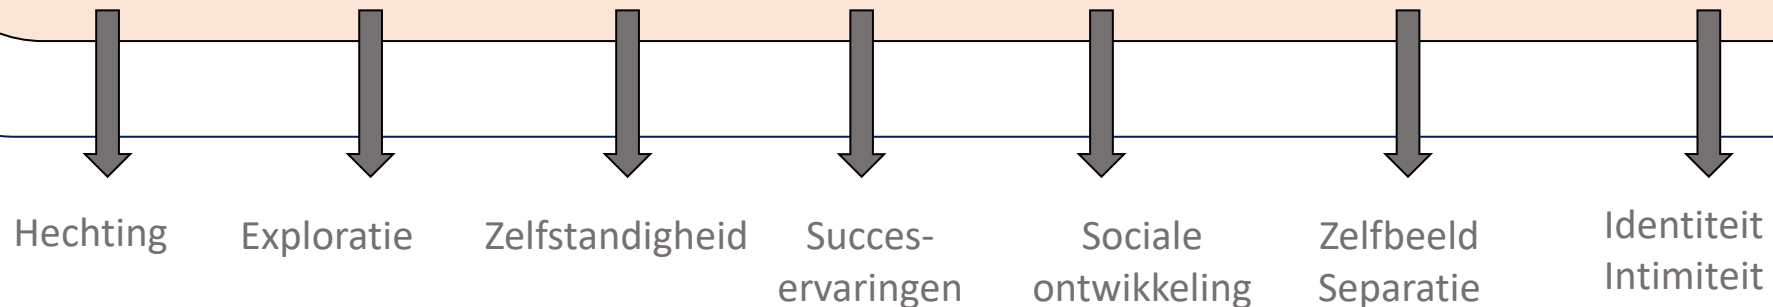 Hechting
Exploratie
Zelfstandigheid
Succes-
ervaringen
Sociale
ontwikkeling
Zelfbeeld
Separatie
Identiteit
Intimiteit